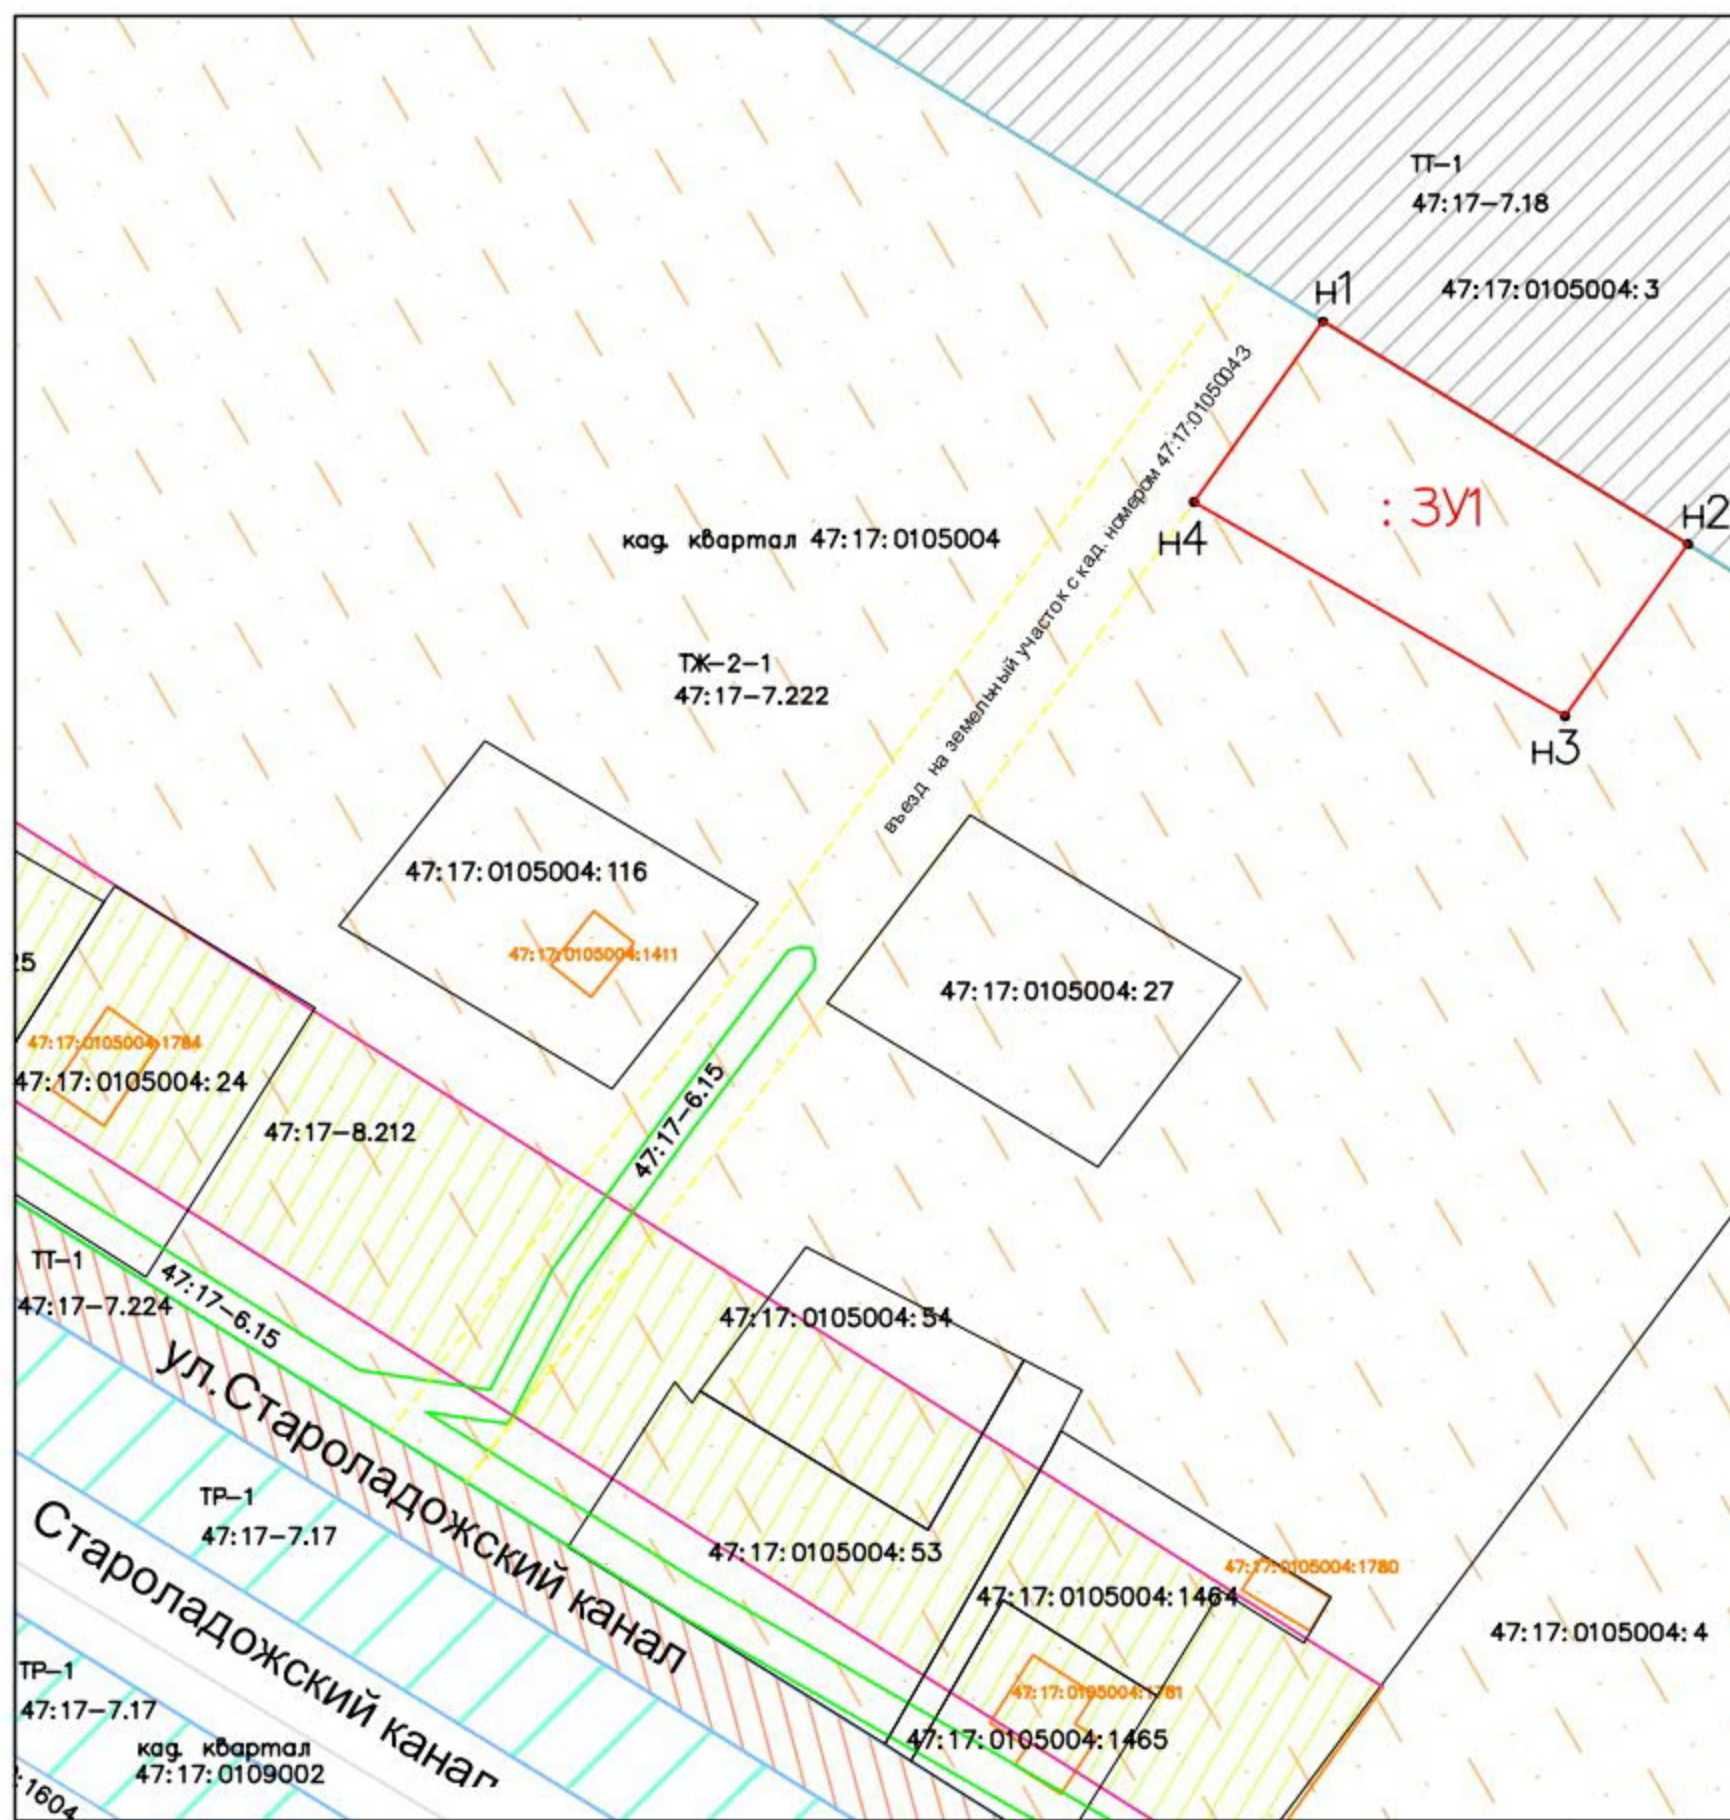 ТТ-1
47:17-7.18
47:17:0105004:3
н1
въезд на земельный участок с кад. номером 47:17:0105004:3
: ЗУ1
н2
н4
кад. квартал 47:17:0105004
ТЖ-2-1
47:17-7.222
н3
47:17:0105004:116
47:17:0105004:1411
25
47:17:0105004:27
47:17:0105004:1784
47:17:0105004:24
47:17-8.212
47:17-6.15
ТТ-1
47:17-7.224
47:17-6.15
47:17:0105004:54
ул. Староладожский канал
ТР-1
47:17-7.17
47:17:0105004:53
47:17:0105004:1780
47:17:0105004:1464
47:17:0105004:4
Староладожский канал
ТР-1
47:17-7.17
47:17:0105004:1781
47:17:0105004:1465
кад. квартал
47:17:0109002
:1604